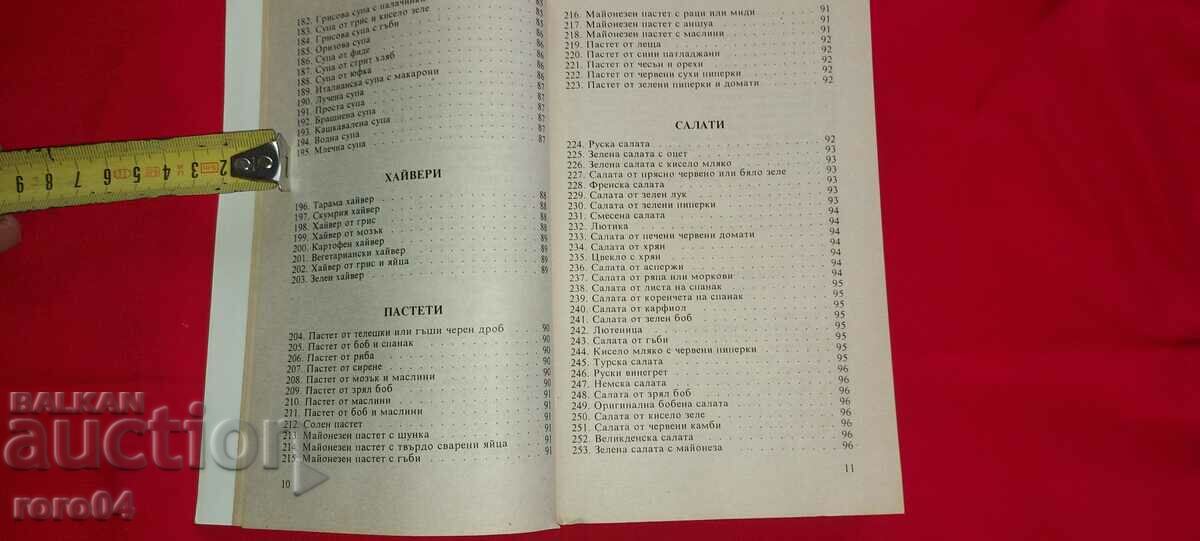 182. Грисова супа с палачинки 85
183. Супа от грис и кисело зеле 85
184. Грисова супа с гъби 85
185. Оризова супа 86
186. Супа от фиде 86
187. Супа от стрит хляб 86
188. Супа от юфка 86
189. Италианска супа с макарони 86
190. Лучена супа 87
191. Проста супа 87
192. Брашнена супа 87
193. Кашкавалена супа 87
194. Водна супа 87
195. Млечна супа 87
ХАЙВЕРИ
196. Тарама хайвер 88
197. Скумрия хайвер 88
198. Хайвер от грис 88
199. Хайвер от мозък 88
200. Картофен хайвер 89
201. Вегетариански хайвер 89
202. Хайвер от грис и яйца 89
203. Зелен хайвер 89
ПАСТЕТИ
204. Пастет от телешки или гъши черен дроб 90
205. Пастет от боб и спанак 90
206. Пастет от риба 90
207. Пастет от сирене 90
208. Пастет от мозък и маслини 90
209. Пастет от зрял боб 90
210. Пастет от маслини 91
211. Пастет от боб и маслини 91
212. Солен пастет 91
213. Майонезен пастет с шунка 91
214. Майонезен пастет с твърдо сварени яйца 91
215. Майонезен пастет с гъби 91
10
216. Майонезен пастет с раци или миди 91
217. Майонезен пастет с аншуа 91
218. Майонезен пастет с маслини 91
219. Пастет от леща 92
220. Пастет от сини патладжани 92
221. Пастет от чесън и орехи 92
222. Пастет от червени сухи пиперки 92
223. Пастет от зелени пиперки и домати 92
САЛАТИ
224. Руска салата 92
225. Зелена салата с оцет 93
226. Зелена салата с кисело мляко 93
227. Салата от прясно червено или бяло зеле 93
228. Френска салата 93
229. Салата от зелен лук 93
230. Салата от зелени пиперки 93
231. Смесена салата 94
232. Лютика 94
233. Салата от печени червени домати 94
234. Салата от хрян 94
235. Цвекло с хрян 94
236. Салата от аспержи 94
237. Салата от ряпа или моркови 94
238. Салата от листа на спанак 95
239. Салата от коренчета на спанак 95
240. Салата от карфиол 95
241. Салата от зелен боб 95
242. Лютеница 95
243. Салата от гъби 95
244. Кисело мляко с червени пиперки 95
245. Турска салата 96
246. Руски винегрет 96
247. Немска салата 96
248. Салата от зрял боб 96
249. Оригинална бобена салата 96
250. Салата от кисело зеле 96
251. Салата от червени камби 96
252. Великденска салата 96
253. Зелена салата с майонеза 96
11
9 8 7 6 5 4 3 2
BALKAN
auction
roro04